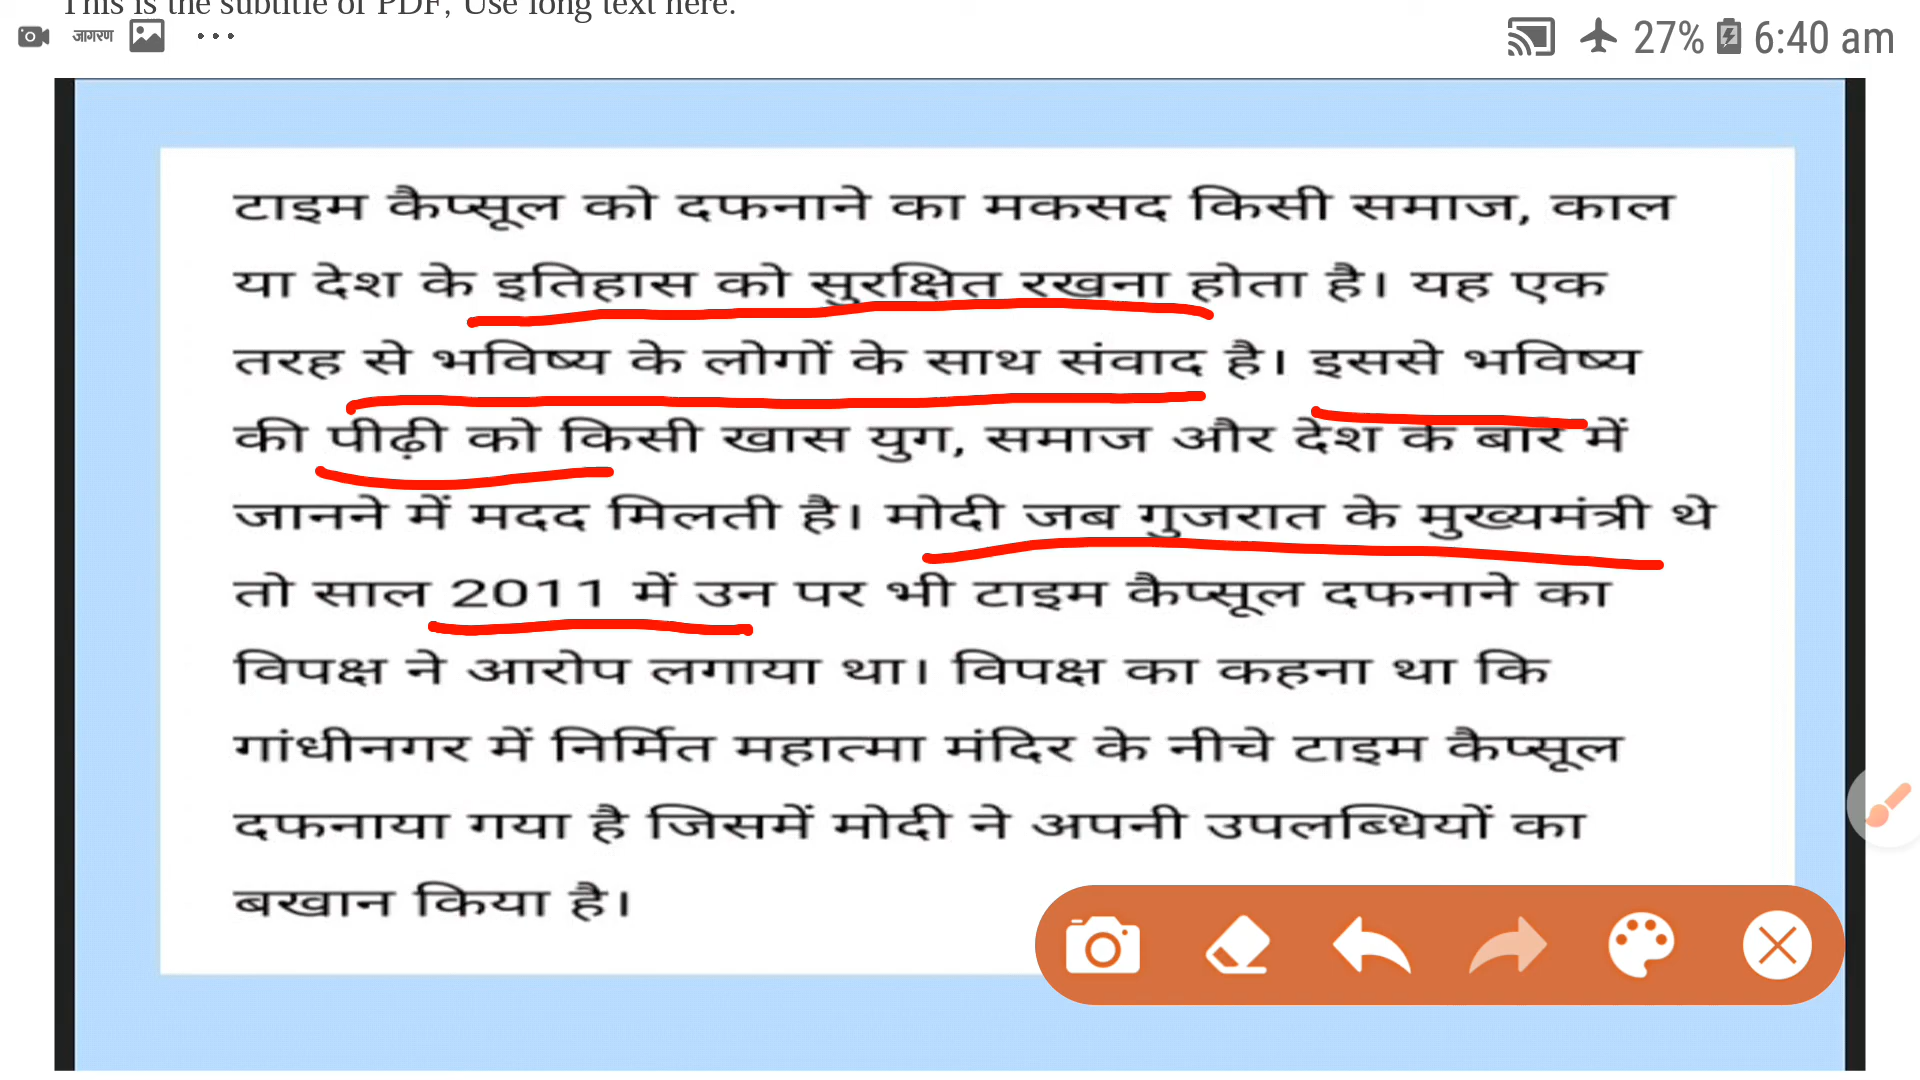 This is the subtitle of PDF, Use long text here.
जागरण
27% 6:40 am
टाइम कैप्सूल को दफनाने का मकसद किसी समाज, काल
या देश के इतिहास को सुरक्षित रखना होता है। यह एक
तरह से भविष्य के लोगों के साथ संवाद है। इससे भविष्य
की पीढ़ी को किसी खास युग, समाज और देश के बारे में
जानने में मदद मिलती है। मोदी जब गुजरात के मुख्यमंत्री थे
तो साल 2011 में उन पर भी टाइम कैप्सूल दफनाने का
विपक्ष ने आरोप लगाया था। विपक्ष का कहना था कि
गांधीनगर में निर्मित महात्मा मंदिर के नीचे टाइम कैप्सूल
दफनाया गया है जिसमें मोदी ने अपनी उपलब्धियों का
बखान किया है।